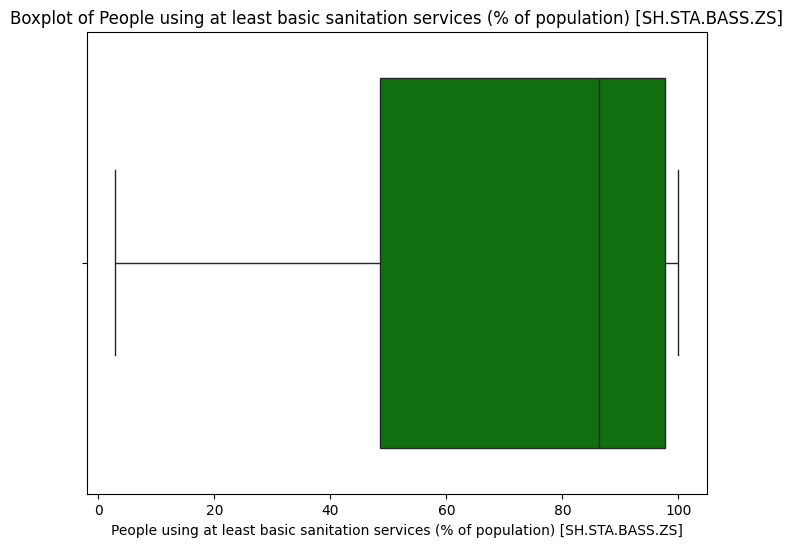 Boxplot of People using at least basic sanitation services (% of population) [SH.STA.BASS.ZS]
0 20 40 60 80 100
People using at least basic sanitation services (% of population) [SH.STA.BASS.ZS]